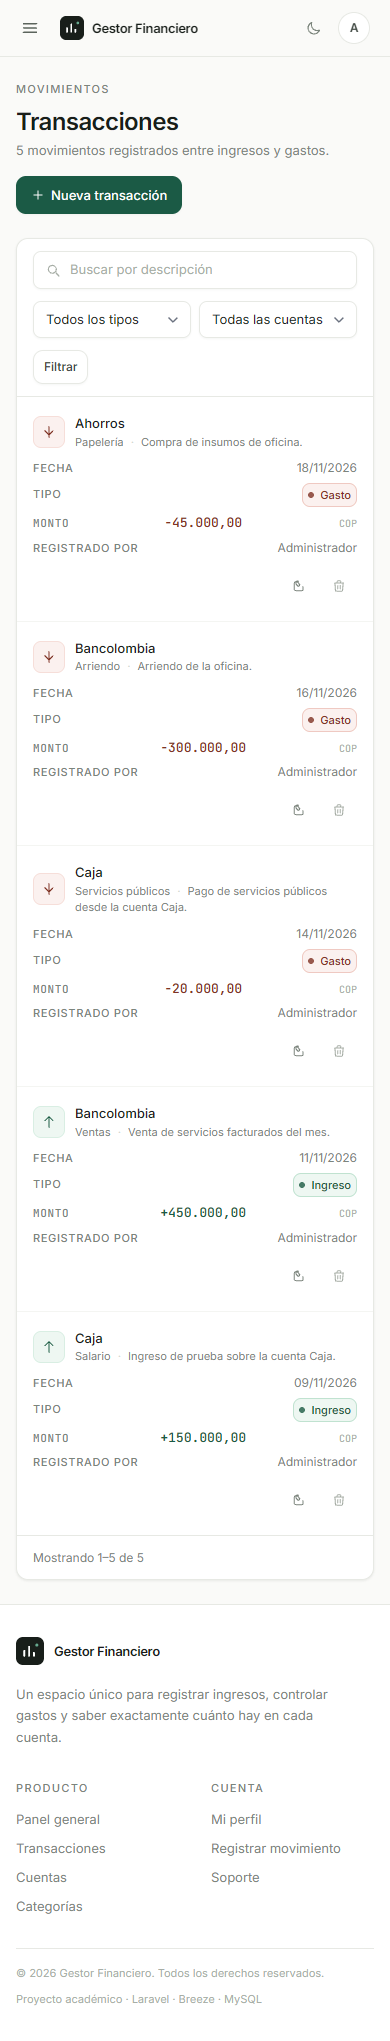 Gestor Financiero
A
MOVIMIENTOS
Transacciones
5 movimientos registrados entre ingresos y gastos.
+ Nueva transacción
Buscar por descripción
Todos los tipos
Todas las cuentas
Filtrar
Ahorros
Papelería · Compra de insumos de oficina.
FECHA 18/11/2026
TIPO Gasto
MONTO -45.000,00 COP
REGISTRADO POR Administrador
Bancolombia
Arriendo · Arriendo de la oficina.
FECHA 16/11/2026
TIPO Gasto
MONTO -300.000,00 COP
REGISTRADO POR Administrador
Caja
Servicios públicos · Pago de servicios públicos
desde la cuenta Caja.
FECHA 14/11/2026
TIPO Gasto
MONTO -20.000,00 COP
REGISTRADO POR Administrador
Bancolombia
Ventas · Venta de servicios facturados del mes.
FECHA 11/11/2026
TIPO Ingreso
MONTO +450.000,00 COP
REGISTRADO POR Administrador
Caja
Salario · Ingreso de prueba sobre la cuenta Caja.
FECHA 09/11/2026
TIPO Ingreso
MONTO +150.000,00 COP
REGISTRADO POR Administrador
Mostrando 1–5 de 5
Gestor Financiero
Un espacio único para registrar ingresos, controlar
gastos y saber exactamente cuánto hay en cada
cuenta.
PRODUCTO
Panel general
Transacciones
Cuentas
Categorías
CUENTA
Mi perfil
Registrar movimiento
Soporte
© 2026 Gestor Financiero. Todos los derechos reservados.
Proyecto académico · Laravel · Breeze · MySQL